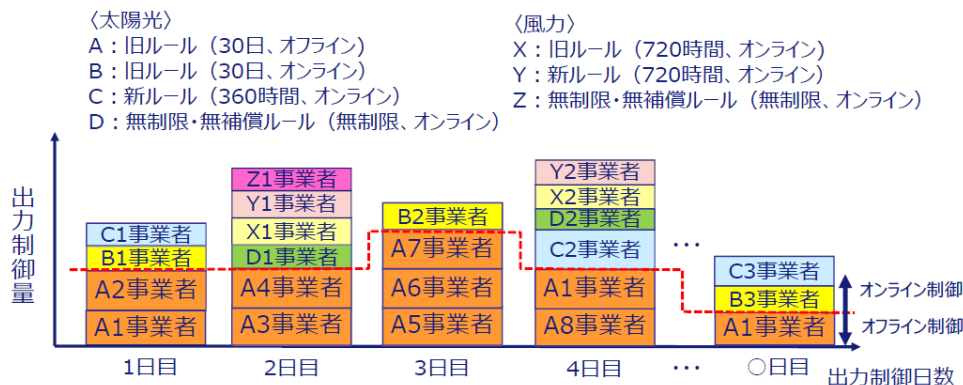 〈太陽光〉
A：旧ルール（30日、オフライン）
B：旧ルール（30日、オンライン）
C：新ルール（360時間、オンライン）
D：無制限・無補償ルール（無制限、オンライン）
〈風力〉
X：旧ルール（720時間、オンライン）
Y：新ルール（720時間、オンライン）
Z：無制限・無補償ルール（無制限、オンライン）
出力制御量
C1事業者
B1事業者
A2事業者
A1事業者
1日目
Z1事業者
Y1事業者
X1事業者
D1事業者
A4事業者
A3事業者
2日目
B2事業者
A7事業者
A6事業者
A5事業者
3日目
Y2事業者
X2事業者
D2事業者
C2事業者
A1事業者
A8事業者
4日目
…
…
C3事業者
B3事業者
A1事業者
○日目
オンライン制御
オフライン制御
出力制御日数